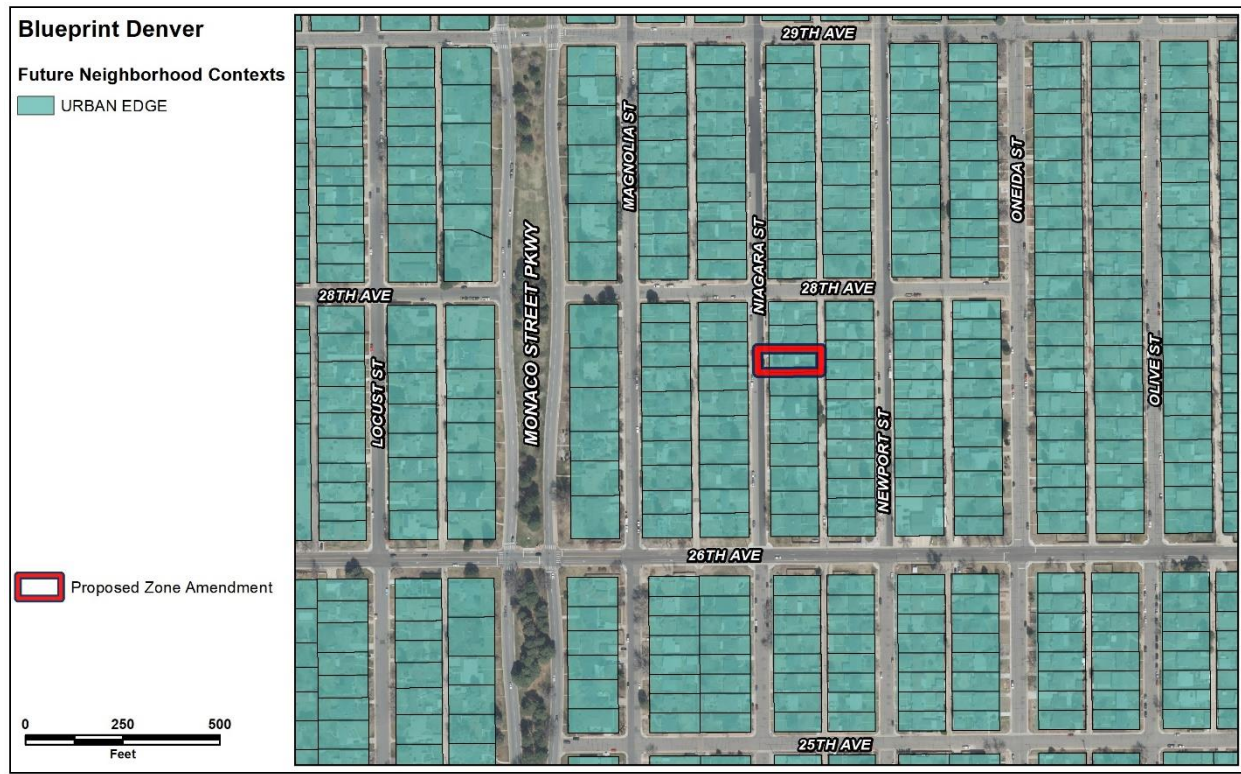 Blueprint Denver
Future Neighborhood Contexts
URBAN EDGE
Proposed Zone Amendment
0 250 500
Feet
29TH AVE
MAGNOLIA ST
ONEIDA ST
NIAGARA ST
28TH AVE
28TH AVE
MONACO STREET PKWY
LOCUST ST
OLIVE ST
NEWPORT ST
26TH AVE
25TH AVE